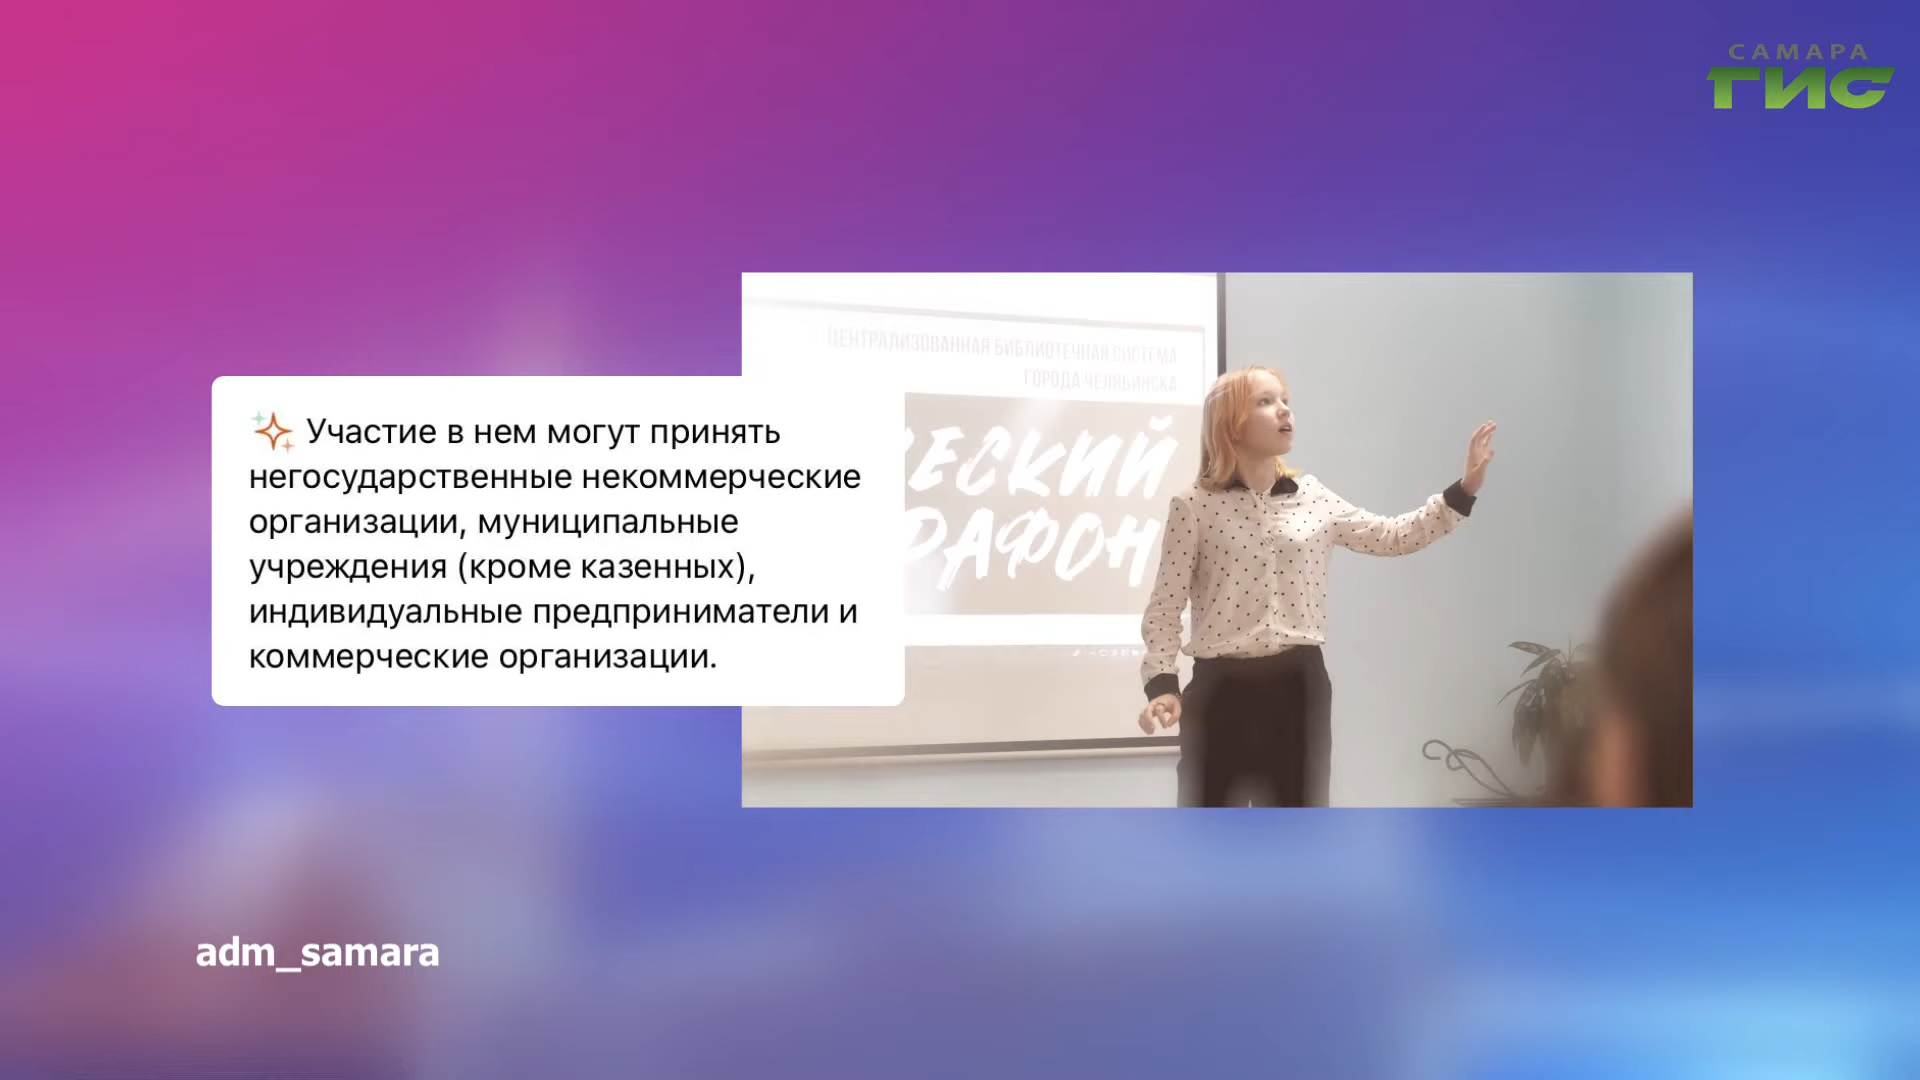 САМАРА
ГИС
ЦЕНТРАЛИЗОВАННАЯ БИБЛИОТЕЧНАЯ СИСТЕМА
ГОРОДА ЧЕЛЯБИНСКА
Участие в нем могут принять
негосударственные некоммерческие
организации, муниципальные
учреждения (кроме казенных),
индивидуальные предприниматели и
коммерческие организации.
ЕСКИЙ
РАФОН
adm_samara